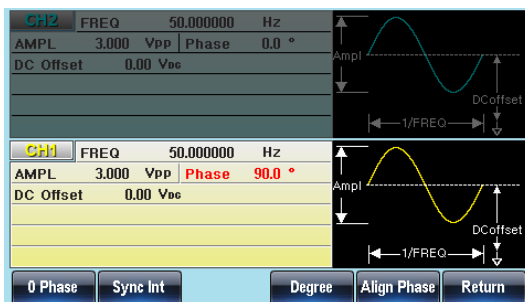 CH2 FREQ 50.000000 Hz
AMPL 3.000 Vpp Phase 0.0 °
DC Offset 0.00 VDC
Ampl
DCoffset
1/FREQ
CH1 FREQ 50.000000 Hz
AMPL 3.000 Vpp Phase 90.0 °
DC Offset 0.00 VDC
Ampl
DCoffset
1/FREQ
0 Phase Sync Int Degree Align Phase Return